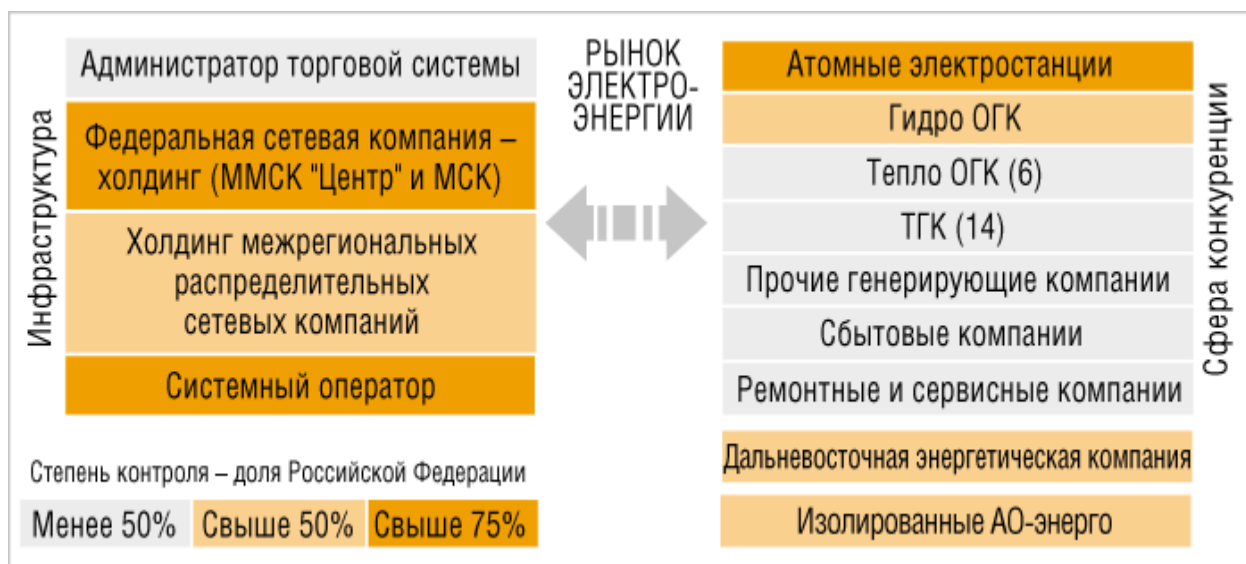 Инфраструктура
Администратор торговой системы
Федеральная сетевая компания –
холдинг (ММСК "Центр" и МСК)
Холдинг межрегиональных
распределительных
сетевых компаний
Системный оператор
Степень контроля – доля Российской Федерации
Менее 50%
Свыше 50%
Свыше 75%
РЫНОК
ЭЛЕКТРО-
ЭНЕРГИИ
Атомные электростанции
Гидро ОГК
Тепло ОГК (6)
ТГК (14)
Прочие генерирующие компании
Сбытовые компании
Ремонтные и сервисные компании
Дальневосточная энергетическая компания
Изолированные АО-энерго
Сфера конкуренции